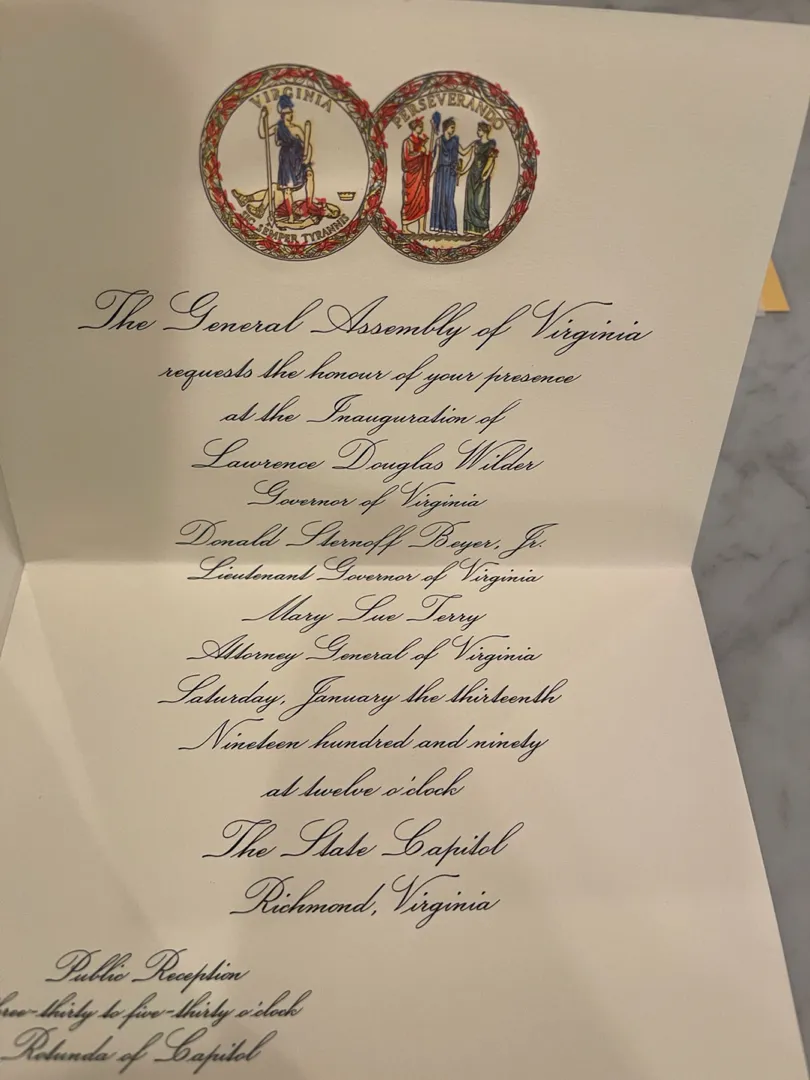 VIRGINIA
SIC SEMPER TYRANNIS
PERSEVERANDO
The General Assembly of Virginia
requests the honour of your presence
at the Inauguration of
Lawrence Douglas Wilder
Governor of Virginia
Donald Sternoff Beyer, Jr.
Lieutenant Governor of Virginia
Mary Sue Terry
Attorney General of Virginia
Saturday, January the thirteenth
Nineteen hundred and ninety
at twelve o'clock
The State Capitol
Richmond, Virginia
Public Reception
to five-thirty o'clock
Rotunda of Capitol